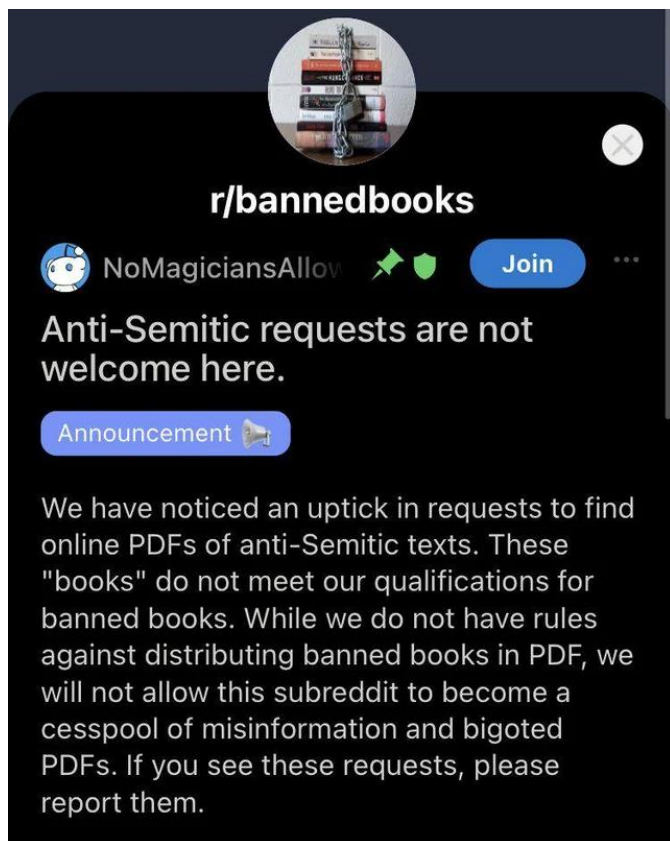 r/bannedbooks
NoMagiciansAllow
Join
Anti-Semitic requests are not
welcome here.
Announcement
We have noticed an uptick in requests to find
online PDFs of anti-Semitic texts. These
"books" do not meet our qualifications for
banned books. While we do not have rules
against distributing banned books in PDF, we
will not allow this subreddit to become a
cesspool of misinformation and bigoted
PDFs. If you see these requests, please
report them.